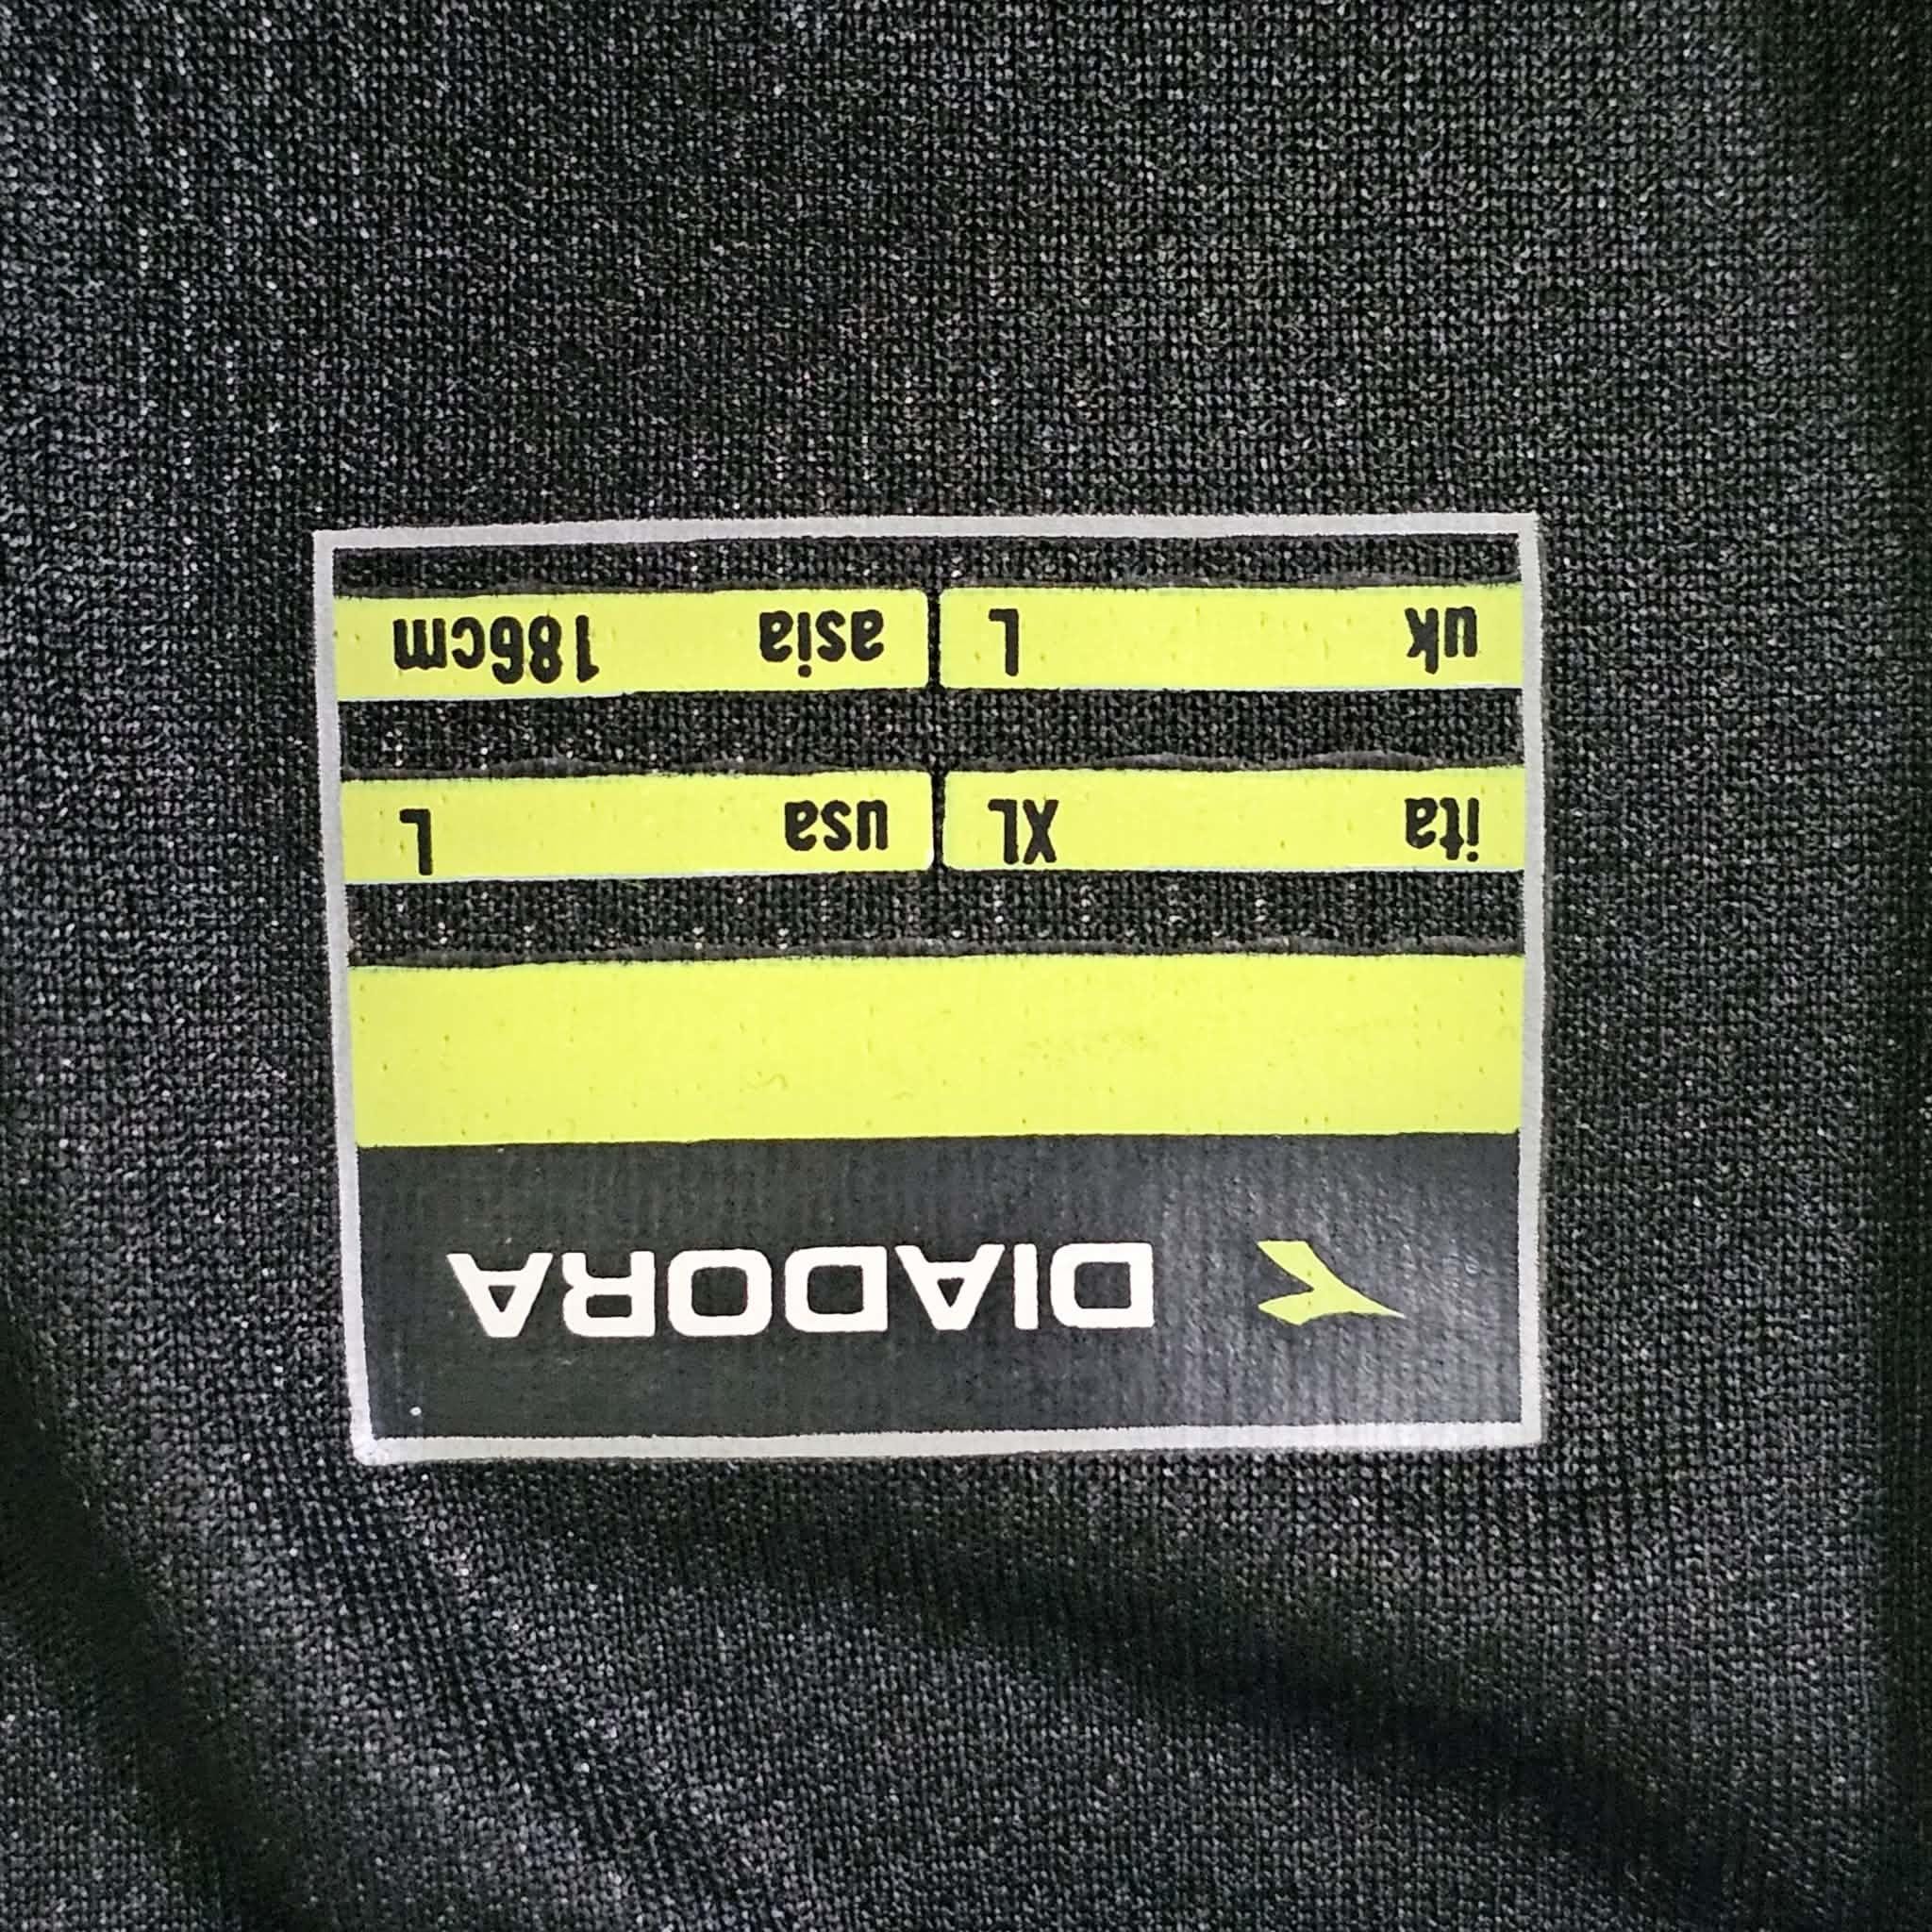 DIADORA
ita XL usa L
uk L asia 186cm